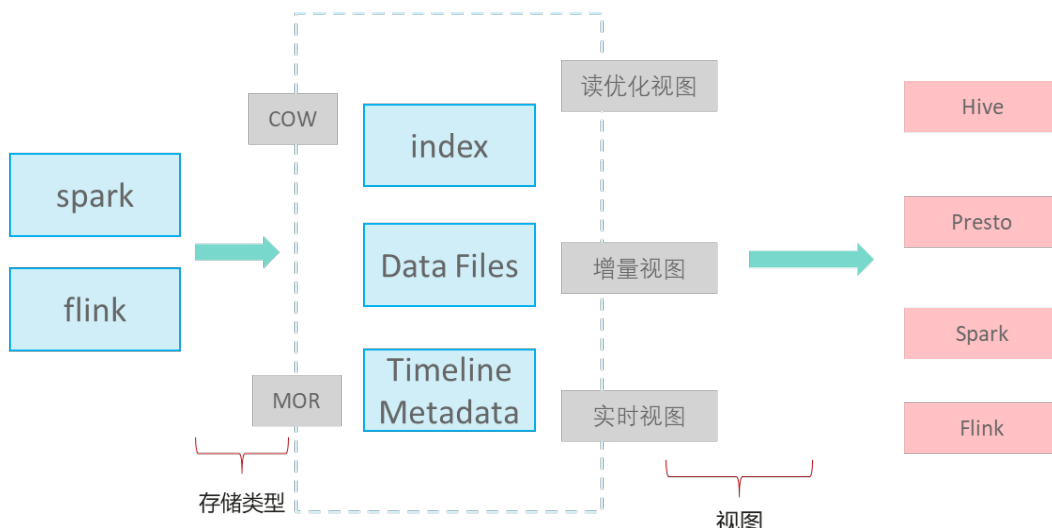 spark
flink
COW
MOR
存储类型
index
Data Files
Timeline
Metadata
读优化视图
增量视图
实时视图
视图
Hive
Presto
Spark
Flink